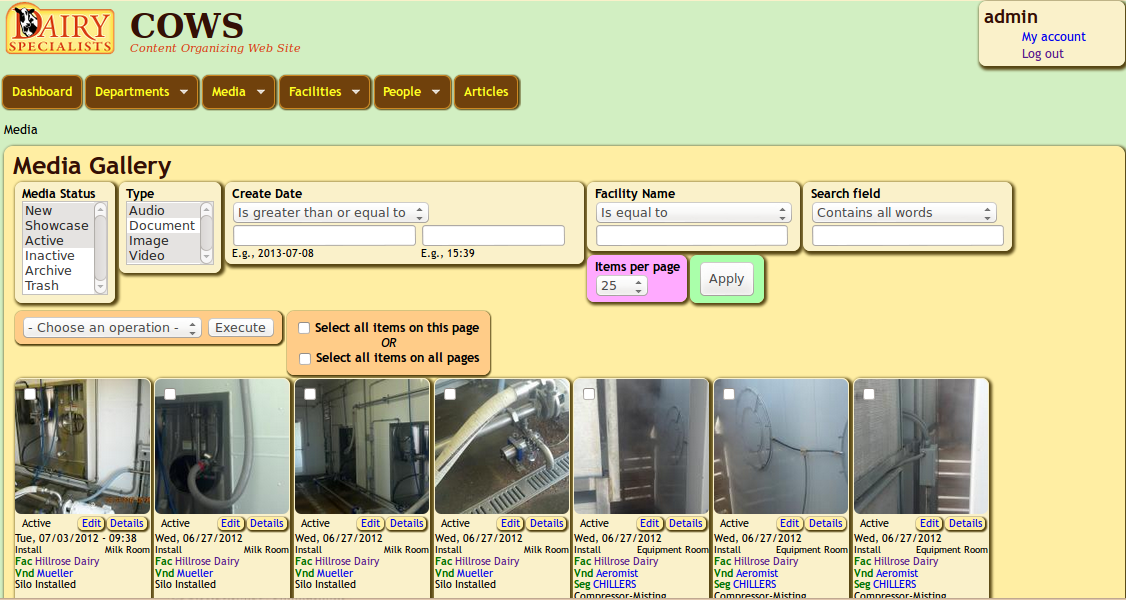 DAIRY
SPECIALISTS
COWS
Content Organizing Web Site
admin
My account
Log out
Dashboard Departments Media Facilities People Articles
Media
Media Gallery
Media Status
New
Showcase
Active
Inactive
Archive
Trash
Type
Audio
Document
Image
Video
Create Date
Is greater than or equal to
E.g., 2013-07-08 E.g., 15:39
Facility Name
Is equal to
Search field
Contains all words
Items per page
25
Apply
- Choose an operation - Execute
Select all items on this page
OR
Select all items on all pages
Active Edit Details
Tue, 07/03/2012 - 09:38
Install Milk Room
Fac Hillrose Dairy
Vnd Mueller
Silo Installed
Active Edit Details
Wed, 06/27/2012
Install Milk Room
Fac Hillrose Dairy
Vnd Mueller
Silo Installed
Active Edit Details
Wed, 06/27/2012
Install Milk Room
Fac Hillrose Dairy
Vnd Mueller
Silo Installed
Active Edit Details
Wed, 06/27/2012
Install Milk Room
Fac Hillrose Dairy
Vnd Mueller
Silo Installed
Active Edit Details
Wed, 06/27/2012
Install Equipment Room
Fac Hillrose Dairy
Vnd Aeromist
Seg CHILLERS
Compressor-Misting
Active Edit Details
Wed, 06/27/2012
Install Equipment Room
Fac Hillrose Dairy
Vnd Aeromist
Seg CHILLERS
Compressor-Misting
Active Edit Details
Wed, 06/27/2012
Install Equipment Room
Fac Hillrose Dairy
Vnd Aeromist
Seg CHILLERS
Compressor-Misting